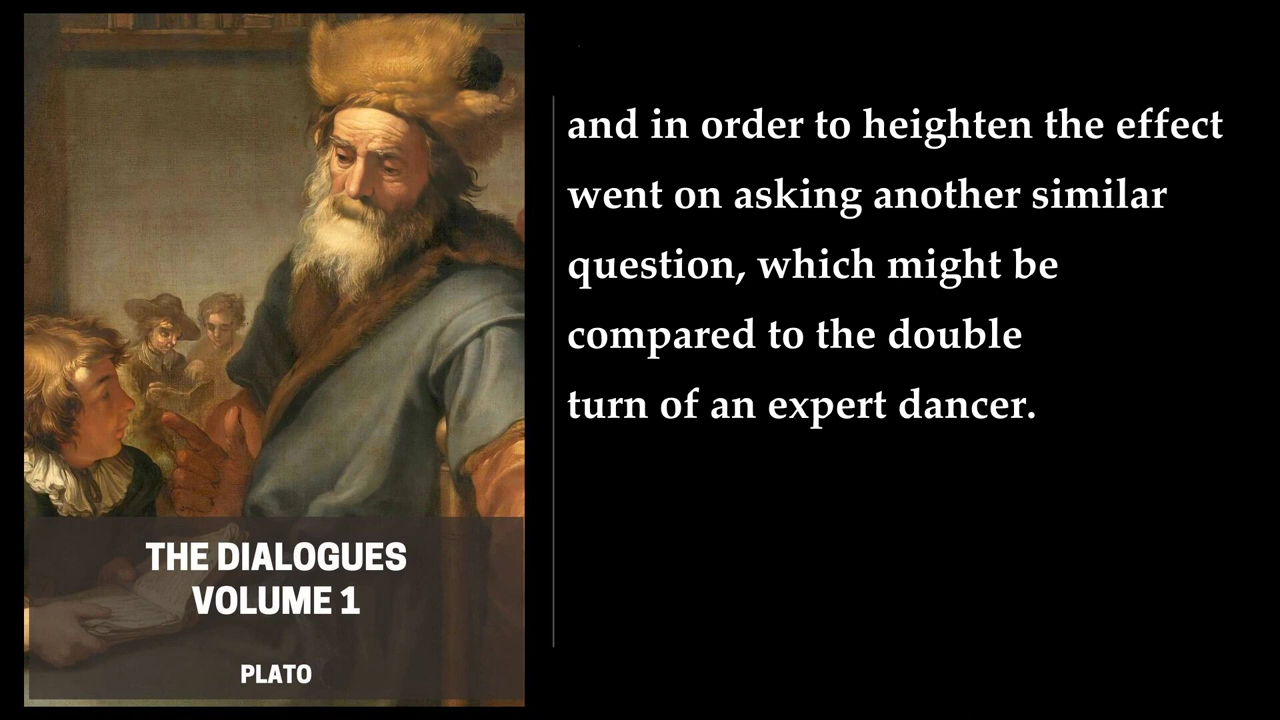 and in order to heighten the effect
went on asking another similar
question, which might be
compared to the double
turn of an expert dancer.
THE DIALOGUES
VOLUME 1
PLATO